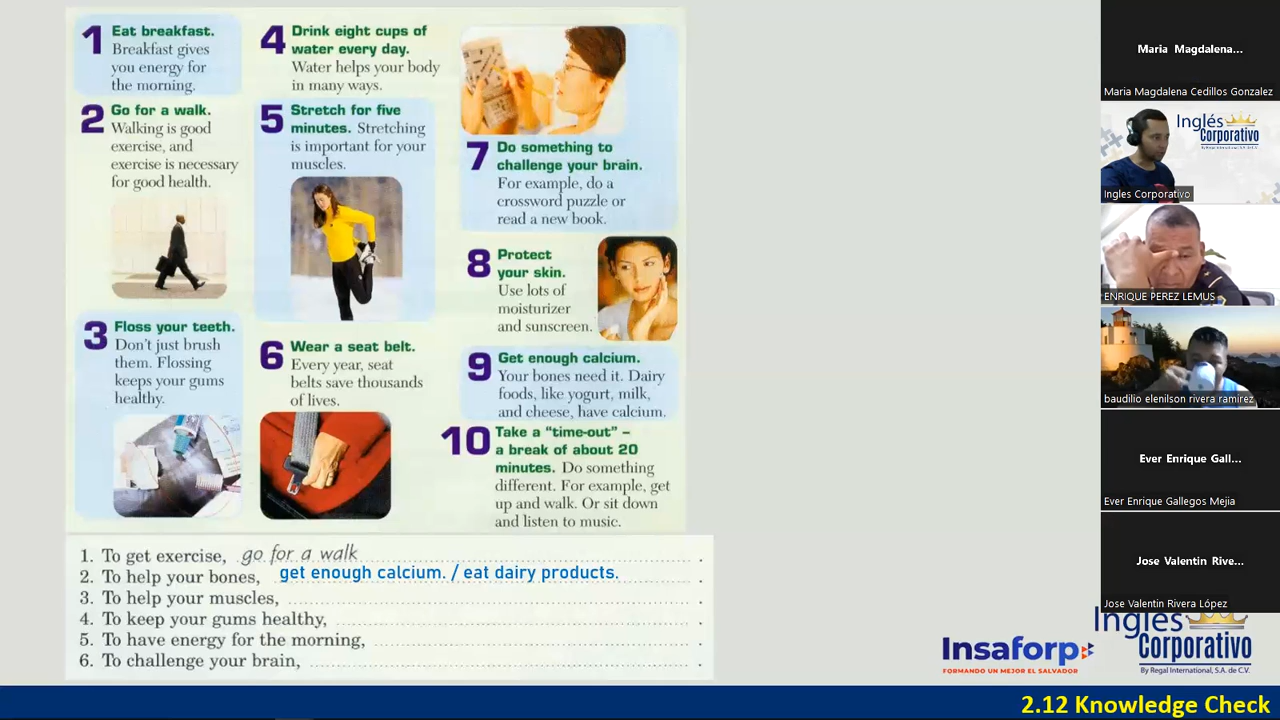 1 Eat breakfast.
Breakfast gives
you energy for
the morning.
2 Go for a walk.
Walking is good
exercise, and
exercise is necessary
for good health.
3 Floss your teeth.
Don't just brush
them. Flossing
keeps your gums
healthy.
4 Drink eight cups of
water every day.
Water helps your body
in many ways.
5 Stretch for five
minutes. Stretching
is important for your
muscles.
6 Wear a seat belt.
Every year, seat
belts save thousands
of lives.
7 Do something to
challenge your brain.
For example, do a
crossword puzzle or
read a new book.
8 Protect
your skin.
Use lots of
moisturizer
and sunscreen.
9 Get enough calcium.
Your bones need it. Dairy
foods, like yogurt, milk,
and cheese, have calcium.
10 Take a "time-out" –
a break of about 20
minutes. Do something
different. For example, get
up and walk. Or sit down
and listen to music.
1. To get exercise, go for a walk.
2. To help your bones, get enough calcium. / eat dairy products.
3. To help your muscles, .
4. To keep your gums healthy, .
5. To have energy for the morning, .
6. To challenge your brain, .
Maria Magdalena...
Maria Magdalena Cedillos Gonzalez
Inglés
Corporativo
By Regal International, S.A. de C.V.
Ingles Corporativo
ENRIQUE PEREZ LEMUS
baudilio elenilson rivera ramirez
Ever Enrique Gall...
Ever Enrique Gallegos Mejia
Jose Valentin Rive...
Jose Valentin Rivera López
Insaforp
FORMANDO UN MEJOR EL SALVADOR
Inglés
Corporativo
By Regal International, S.A. de C.V.
2.12 Knowledge Check